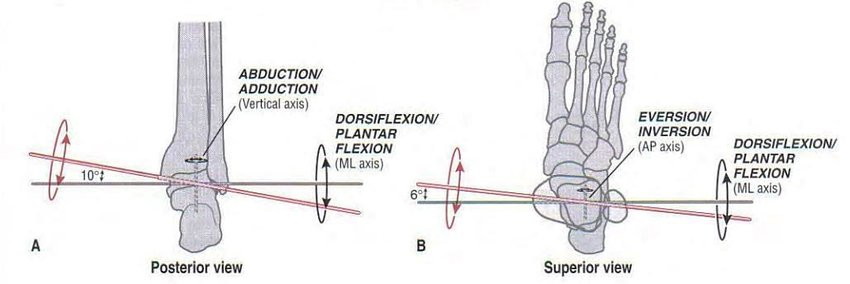 ABDUCTION/
ADDUCTION
(Vertical axis)
DORSIFLEXION/
PLANTAR
FLEXION
(ML axis)
10°
A
Posterior view
EVERSION/
INVERSION
(AP axis)
DORSIFLEXION/
PLANTAR
FLEXION
(ML axis)
6°
B
Superior view